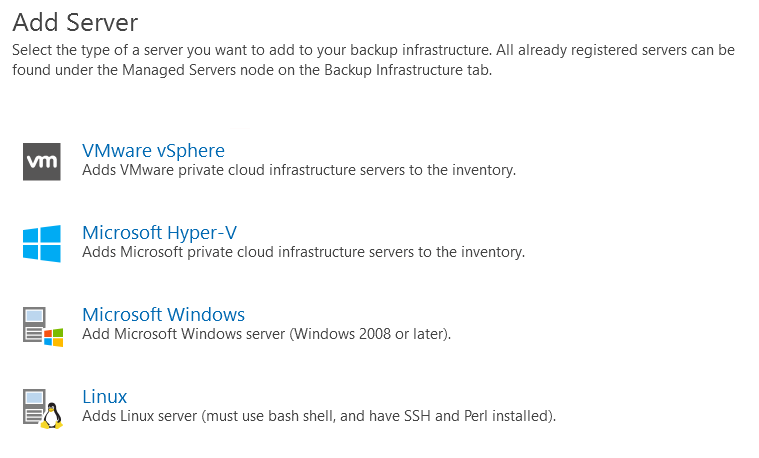 Add Server
Select the type of a server you want to add to your backup infrastructure. All already registered servers can be
found under the Managed Servers node on the Backup Infrastructure tab.
vm
VMware vSphere
Adds VMware private cloud infrastructure servers to the inventory.
Microsoft Hyper-V
Adds Microsoft private cloud infrastructure servers to the inventory.
Microsoft Windows
Add Microsoft Windows server (Windows 2008 or later).
Linux
Adds Linux server (must use bash shell, and have SSH and Perl installed).